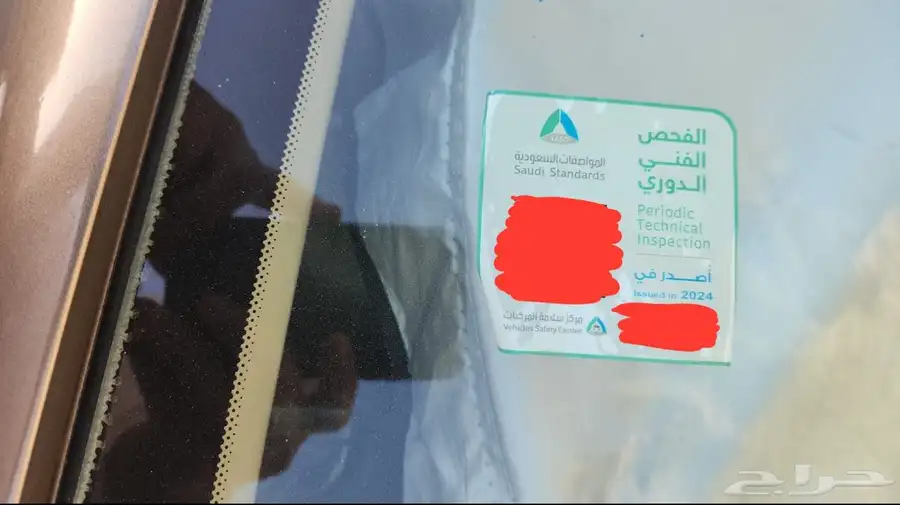 الفحص
الفني
الدوري
Periodic
Technical
Inspection
المواصفات السعودية
Saudi Standards
أصدر في
Issued in 2024
مركز سلامة المركبات
Vehicles Safety Center
حراج